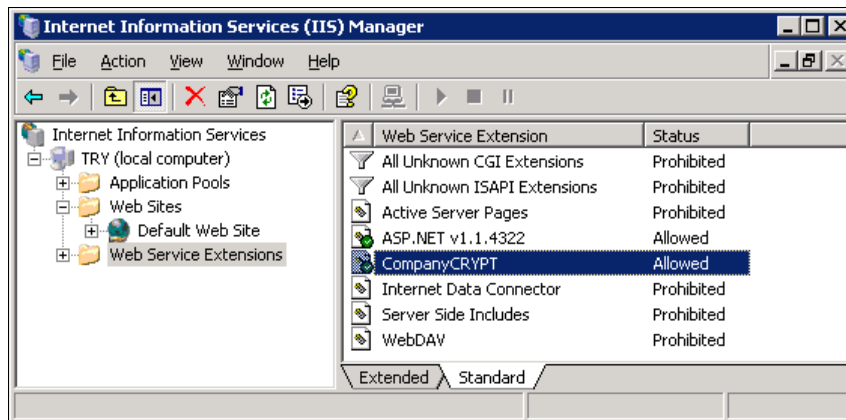 Internet Information Services (IIS) Manager
File Action View Window Help
Internet Information Services
TRY (local computer)
Application Pools
Web Sites
Default Web Site
Web Service Extensions
Web Service Extension Status
All Unknown CGI Extensions Prohibited
All Unknown ISAPI Extensions Prohibited
Active Server Pages Prohibited
ASP.NET v1.1.4322 Allowed
CompanyCRYPT Allowed
Internet Data Connector Prohibited
Server Side Includes Prohibited
WebDAV Prohibited
Extended Standard